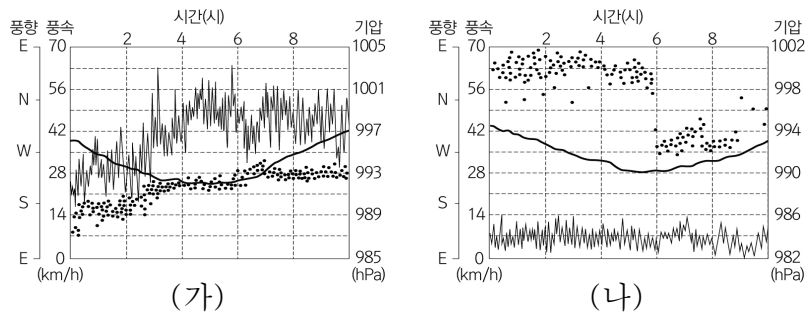 시간(시)
풍향 풍속 기압
E 70 2 4 6 8 1005
56 1001
N
42 997
W
28 993
S
14 989
E 0 985
(km/h) (hPa)
(가)
시간(시)
풍향 풍속 기압
E 70 2 4 6 8 1002
56 998
N
42 994
W
28 990
S
14 986
E 0 982
(km/h) (hPa)
(나)